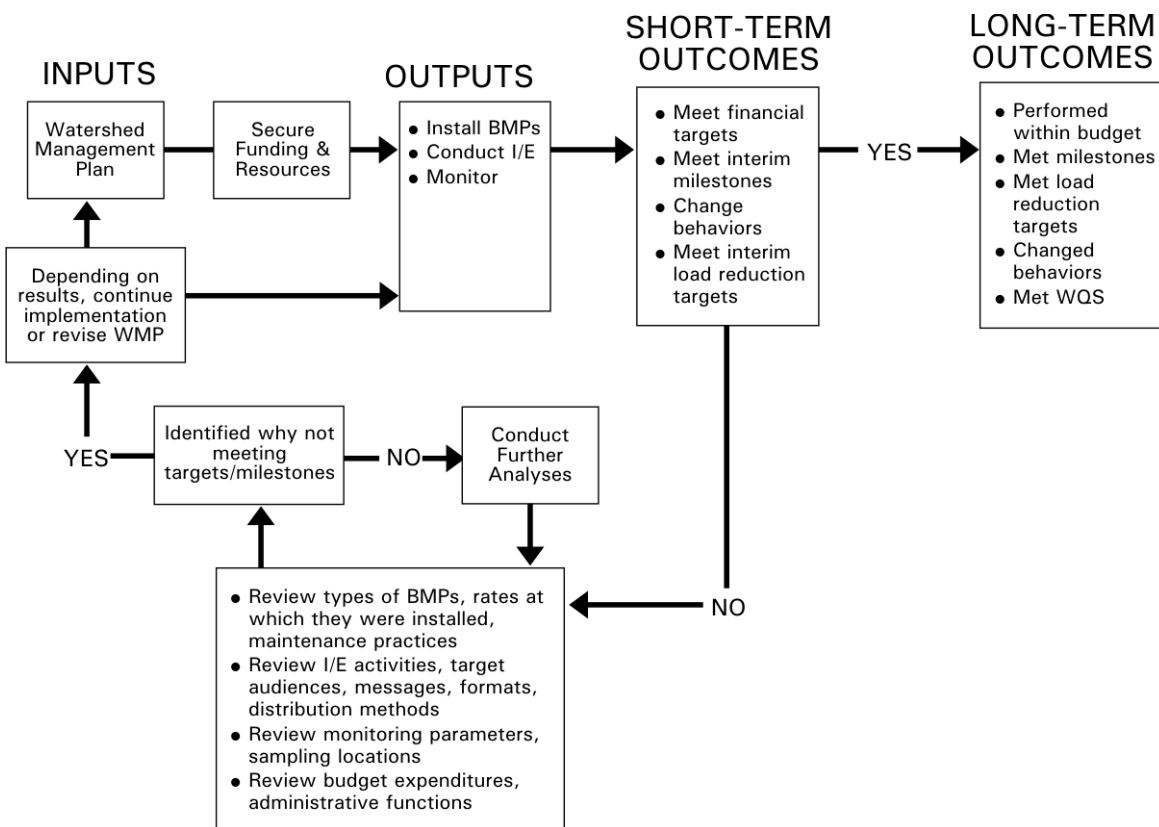 INPUTS
Watershed
Management
Plan
Secure
Funding &
Resources
OUTPUTS
● Install BMPs
● Conduct I/E
● Monitor
SHORT-TERM
OUTCOMES
● Meet financial
targets
● Meet interim
milestones
● Change
behaviors
● Meet interim
load reduction
targets
YES
LONG-TERM
OUTCOMES
● Performed
within budget
● Met milestones
● Met load
reduction
targets
● Changed
behaviors
● Met WQS
Depending on
results, continue
implementation
or revise WMP
YES
Identified why not
meeting
targets/milestones
NO
Conduct
Further
Analyses
NO
● Review types of BMPs, rates at
which they were installed,
maintenance practices
● Review I/E activities, target
audiences, messages, formats,
distribution methods
● Review monitoring parameters,
sampling locations
● Review budget expenditures,
administrative functions